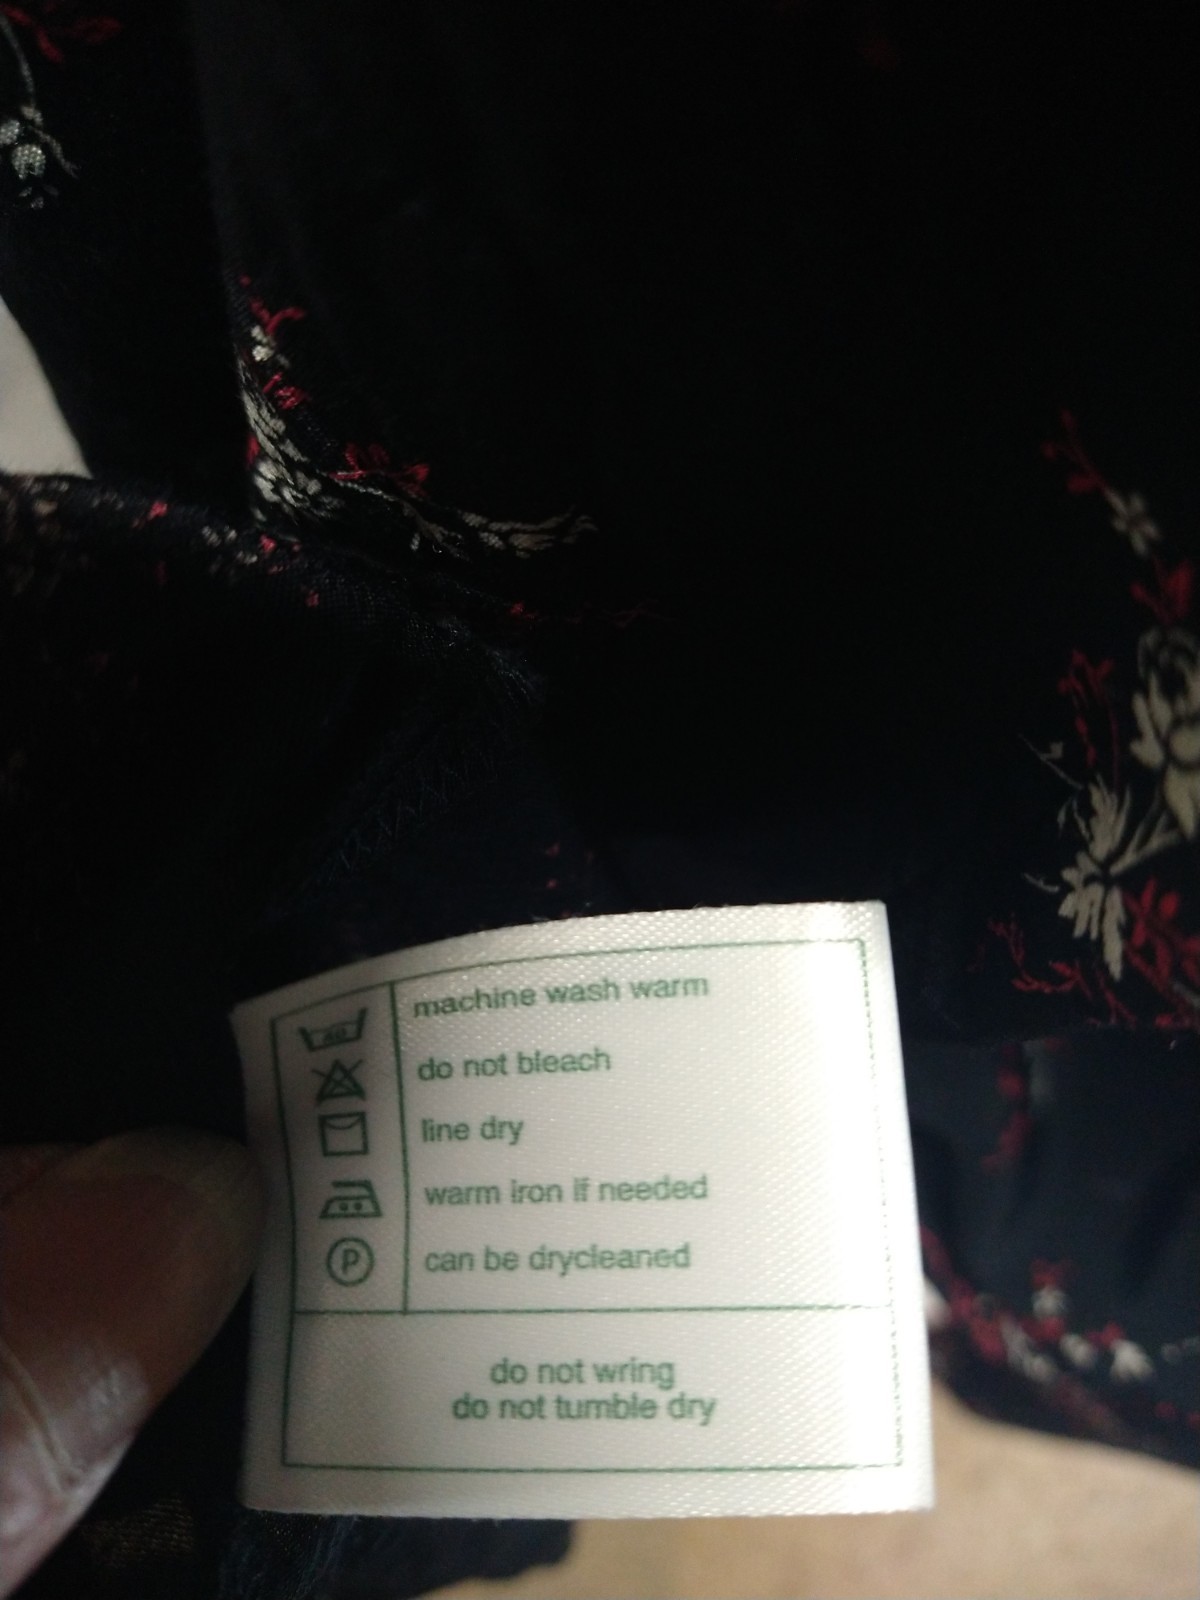 40 machine wash warm
do not bleach
line dry
warm iron if needed
P can be drycleaned
do not wring
do not tumble dry